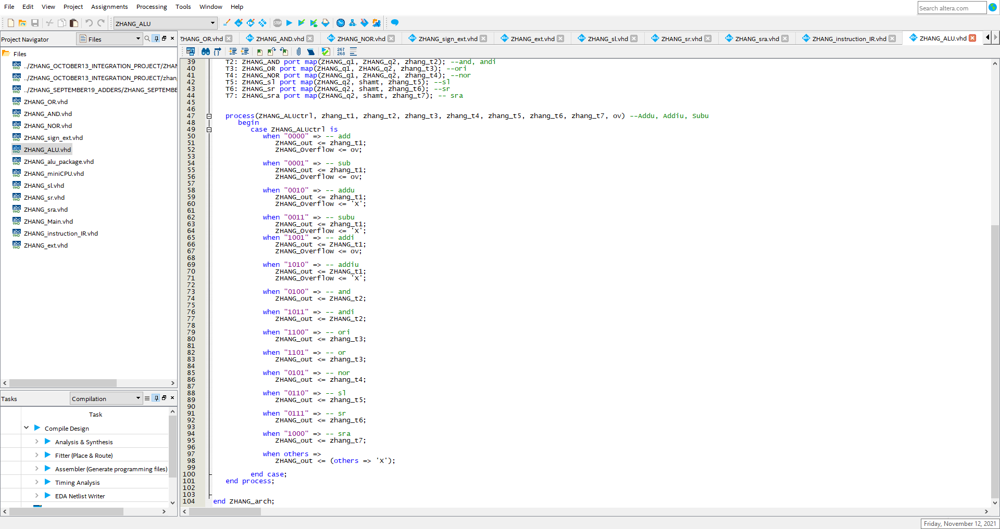 File Edit View Project Assignments Processing Tools Window Help
Search altera.com
ZHANG_ALU
STOP
Project Navigator
Files
ZHANG_OR.vhd ZHANG_AND.vhd ZHANG_NOR.vhd ZHANG_sign_ext.vhd ZHANG_ext.vhd ZHANG_sl.vhd ZHANG_sr.vhd ZHANG_sra.vhd ZHANG_instruction_IR.vhd ZHANG_ALU.vhd
267
268
Files
../ZHANG_OCTOBER13_INTEGRATION_PROJECT/ZHAN
../ZHANG_OCTOBER13_INTEGRATION_PROJECT/zhang
../ZHANG_SEPTEMBER19_ADDERS/ZHANG_SEPTEMBE
ZHANG_OR.vhd
ZHANG_AND.vhd
ZHANG_NOR.vhd
ZHANG_sign_ext.vhd
ZHANG_ALU.vhd
ZHANG_alu_package.vhd
ZHANG_miniCPU.vhd
ZHANG_sl.vhd
ZHANG_sr.vhd
ZHANG_sra.vhd
ZHANG_Main.vhd
ZHANG_instruction_IR.vhd
ZHANG_ext.vhd
Tasks
Compilation
Task
Compile Design
Analysis & Synthesis
Fitter (Place & Route)
Assembler (Generate programming files)
Timing Analysis
EDA Netlist Writer
39 T2: ZHANG_AND port map(ZHANG_q1, ZHANG_q2, zhang_t2); --and, andi
40 T3: ZHANG_OR port map(ZHANG_q1, ZHANG_q2, zhang_t3); --ori
41 T4: ZHANG_NOR port map(ZHANG_q1, ZHANG_q2, zhang_t4); --nor
42 T5: ZHANG_sl port map(ZHANG_q2, shamt, zhang_t5); --sl
43 T6: ZHANG_sr port map(ZHANG_q2, shamt, zhang_t6); --sr
44 T7: ZHANG_sra port map(ZHANG_q2, shamt, zhang_t7); -- sra
45
46
47 process(ZHANG_ALUctrl, zhang_t1, zhang_t2, zhang_t3, zhang_t4, zhang_t5, zhang_t6, zhang_t7, ov) --Addu, Addiu, Subu
48 begin
49 case ZHANG_ALUctrl is
50 when "0000" => -- add
51 ZHANG_out <= zhang_t1;
52 ZHANG_Overflow <= ov;
53
54 when "0001" => -- sub
55 ZHANG_out <= zhang_t1;
56 ZHANG_Overflow <= ov;
57
58 when "0010" => -- addu
59 ZHANG_out <= zhang_t1;
60 ZHANG_Overflow <= 'X';
61
62 when "0011" => -- subu
63 ZHANG_out <= zhang_t1;
64 ZHANG_Overflow <= 'X';
65 when "1001" => -- addi
66 ZHANG_out <= ZHANG_t1;
67 ZHANG_Overflow <= ov;
68
69 when "1010" => -- addiu
70 ZHANG_out <= ZHANG_t1;
71 ZHANG_Overflow <= 'X';
72
73 when "0100" => -- and
74 ZHANG_out <= ZHANG_t2;
75
76 when "1011" => -- andi
77 ZHANG_out <= ZHANG_t2;
78
79 when "1100" => -- ori
80 ZHANG_out <= zhang_t3;
81
82 when "1101" => -- or
83 ZHANG_out <= zhang_t3;
84
85 when "0101" => -- nor
86 ZHANG_out <= zhang_t4;
87
88 when "0110" => -- sl
89 ZHANG_out <= zhang_t5;
90
91 when "0111" => -- sr
92 ZHANG_out <= zhang_t6;
93
94 when "1000" => -- sra
95 ZHANG_out <= zhang_t7;
96
97 when others =>
98 ZHANG_out <= (others => 'X');
99
100 end case;
101 end process;
102
103
104 end ZHANG_arch;
Friday, November 12, 2021